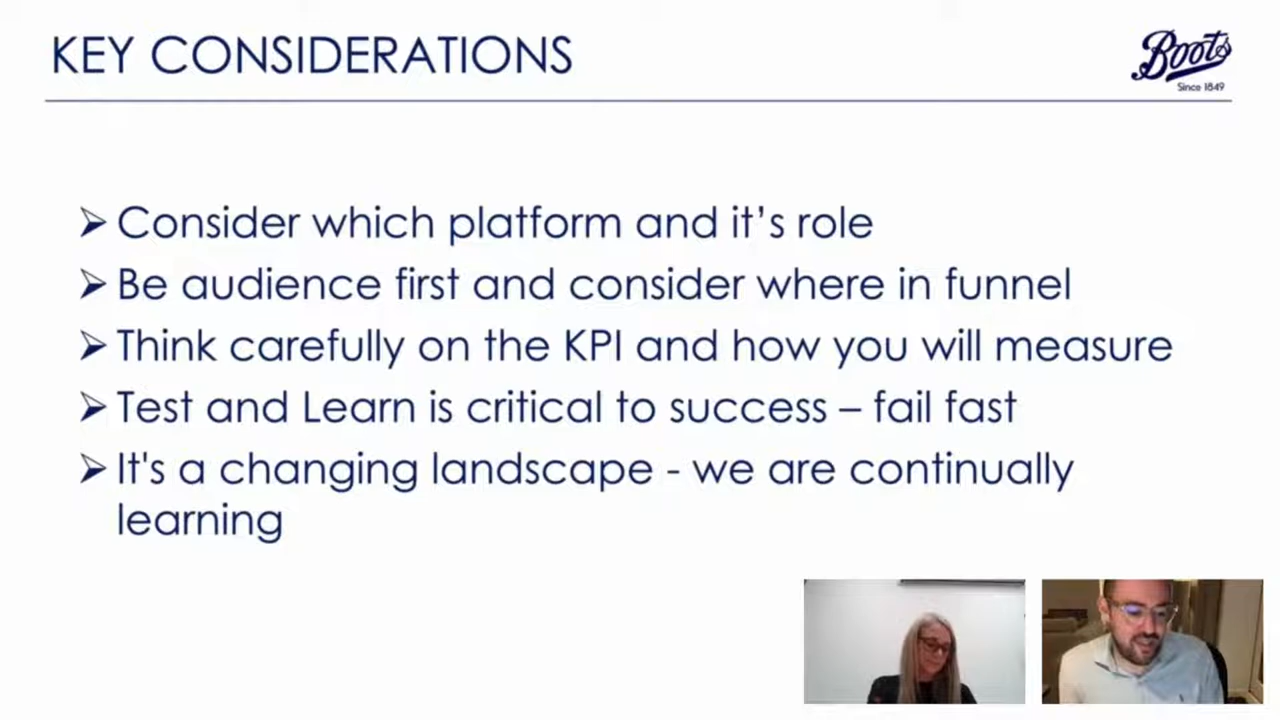 KEY CONSIDERATIONS
Boots
Since 1849
➢ Consider which platform and it’s role
➢ Be audience first and consider where in funnel
➢ Think carefully on the KPI and how you will measure
➢ Test and Learn is critical to success – fail fast
➢ It's a changing landscape - we are continually
learning